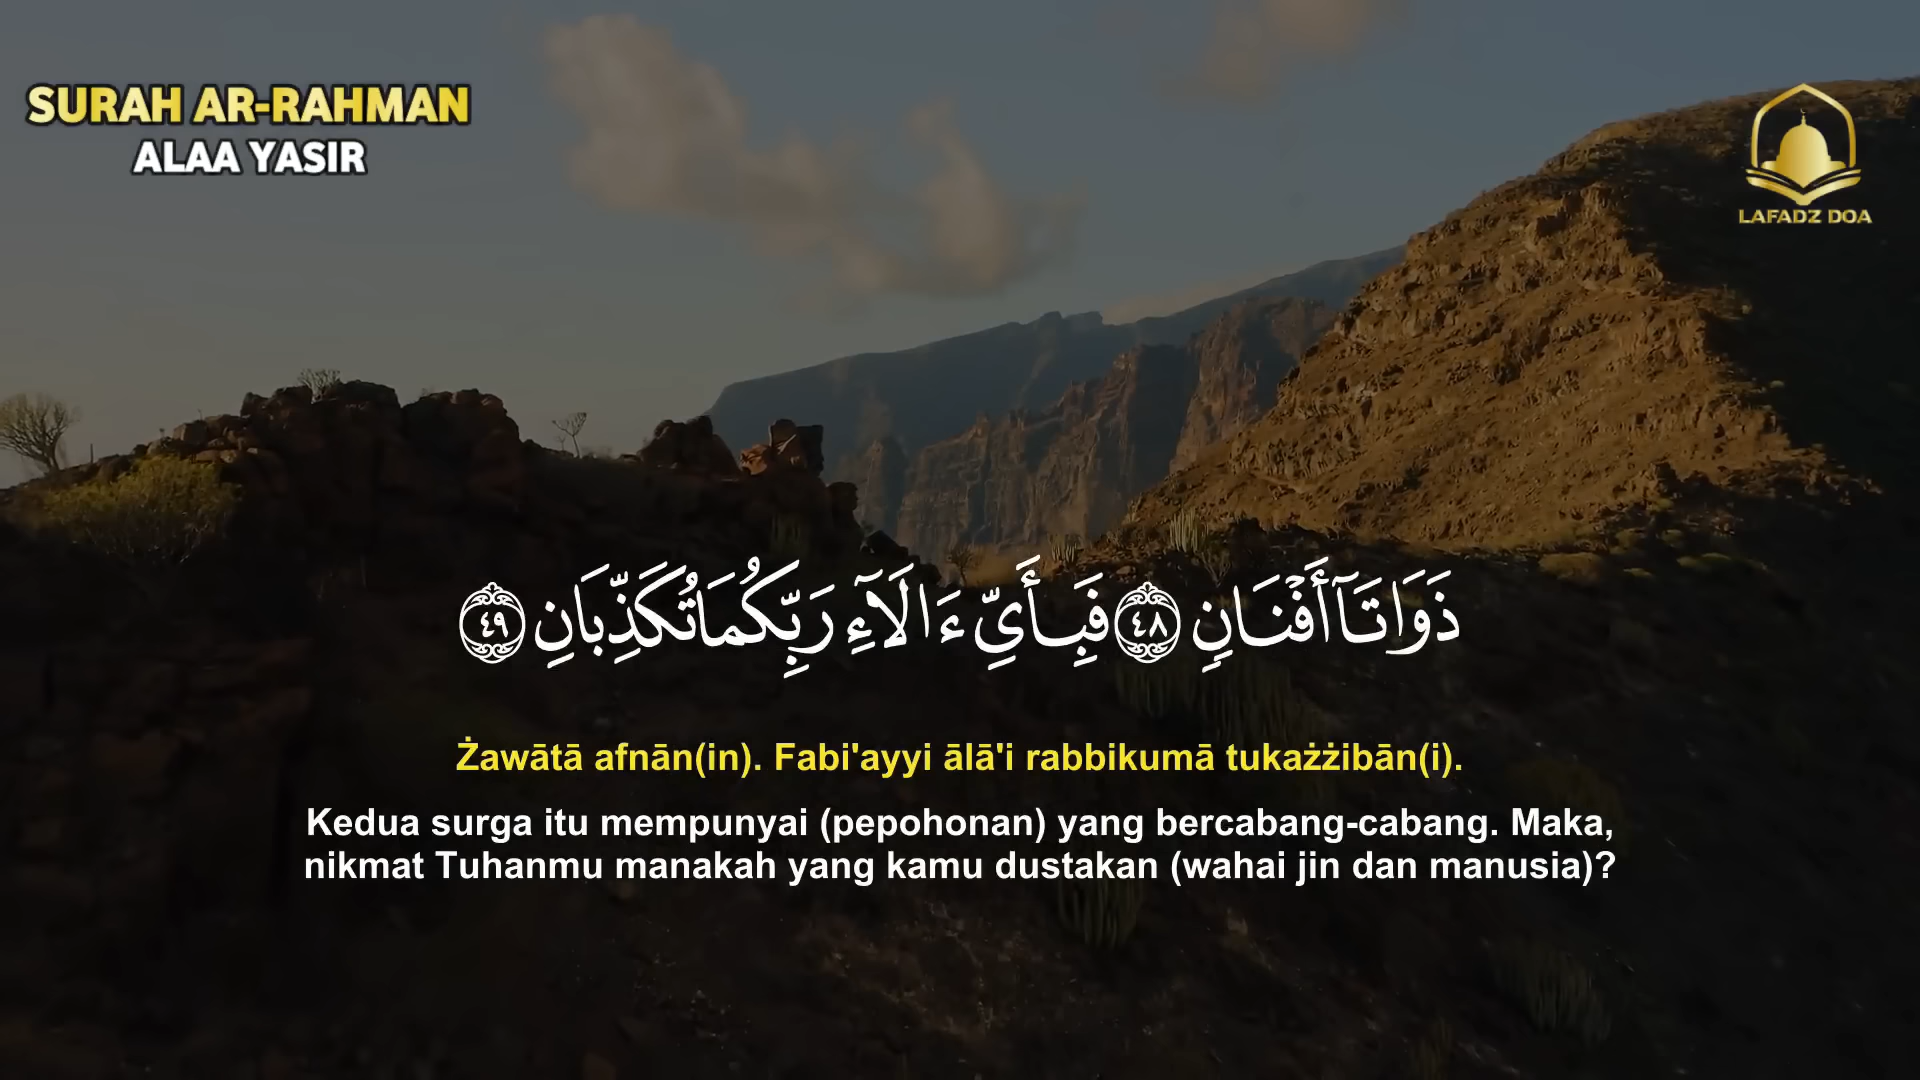 SURAH AR-RAHMAN
ALAA YASIR
LAFADZ DOA
ذَوَاتَآ أَفْنَانٍ ٤٨ فَبِأَيِّ ءَالَآءِ رَبِّكُمَا تُكَذِّبَانِ ٤٩
Żawātā afnān(in). Fabi'ayyi ālā'i rabbikumā tukażżibān(i).
Kedua surga itu mempunyai (pepohonan) yang bercabang-cabang. Maka,
nikmat Tuhanmu manakah yang kamu dustakan (wahai jin dan manusia)?